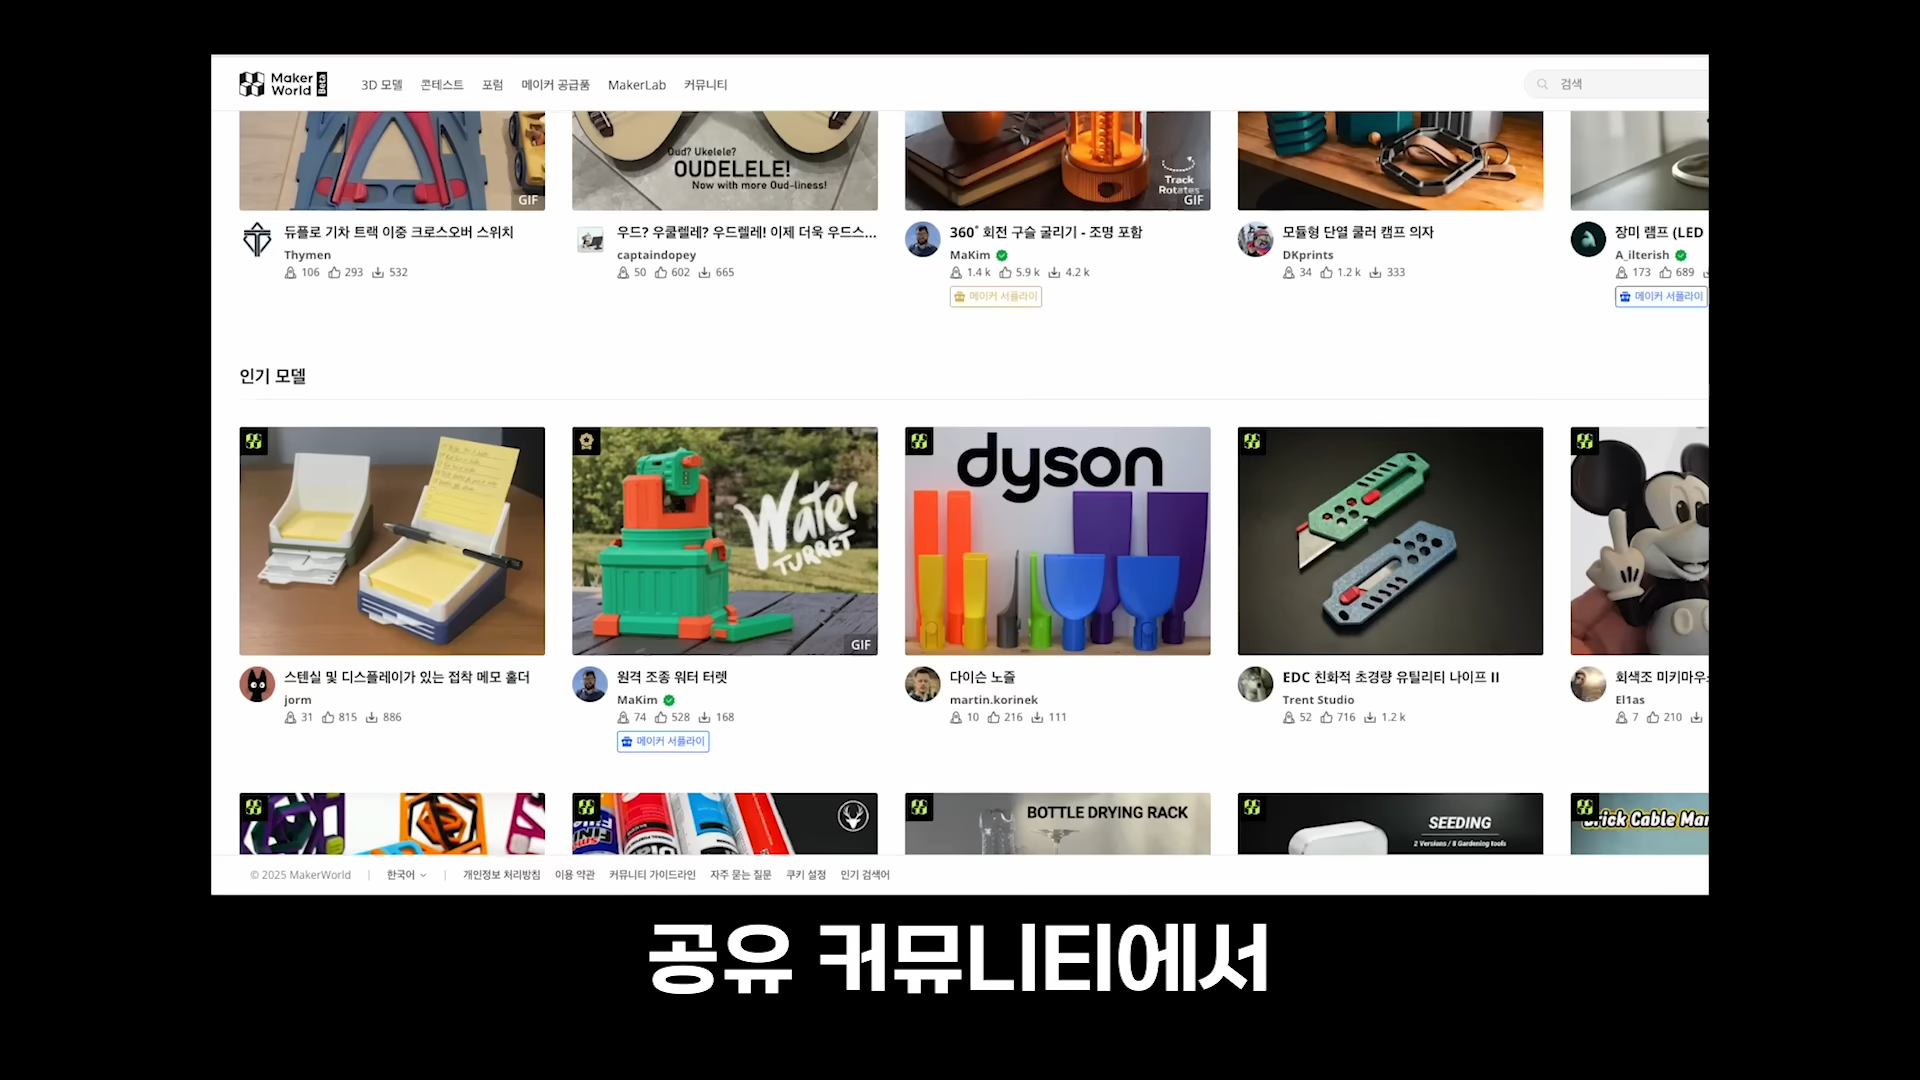 Maker World Beta
3D 모델 콘테스트 포럼 메이커 공급품 MakerLab 커뮤니티
검색
GIF
Oud? Ukelele?
OUDELELE!
Now with more Oud-liness!
Track
Rotates
GIF
듀플로 기차 트랙 이중 크로스오버 스위치
Thymen
106 293 532
우드? 우쿨렐레? 우드렐레! 이제 더욱 우드스...
captaindopey
50 602 665
360˚ 회전 구슬 굴리기 - 조명 포함
MaKim
1.4 k 5.9 k 4.2 k
메이커 서플라이
모듈형 단열 쿨러 캠프 의자
DKprints
34 1.2 k 333
장미 램프 (LED
A_ilterish
173 689
메이커 서플라이
인기 모델
Water
TURRET
GIF
dyson
스텐실 및 디스플레이가 있는 접착 메모 홀더
jorm
31 815 886
원격 조종 워터 터렛
MaKim
74 528 168
메이커 서플라이
다이슨 노즐
martin.korinek
10 216 111
EDC 친화적 초경량 유틸리티 나이프 II
Trent Studio
52 716 1.2 k
회색조 미키마우
El1as
7 210
BOTTLE DRYING RACK
SEEDING
2 Versions / 8 Gardening tools
Brick Cable Mar
© 2025 MakerWorld 한국어 개인정보 처리방침 이용 약관 커뮤니티 가이드라인 자주 묻는 질문 쿠키 설정 인기 검색어
공유 커뮤니티에서